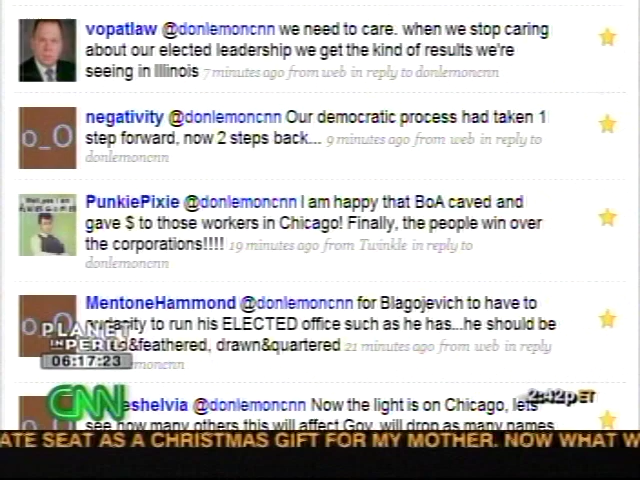 vopatlaw @donlemoncnn we need to care. when we stop caring
about our elected leadership we get the kind of results we're
seeing in Illinois 7 minutes ago from web in reply to donlemoncnn
o_O
negativity @donlemoncnn Our democratic process had taken 1
step forward, now 2 steps back... 9 minutes ago from web in reply to
donlemoncnn
PunkiePixie @donlemoncnn I am happy that BoA caved and
gave $ to those workers in Chicago! Finally, the people win over
the corporations!!!! 19 minutes ago from Twinkle in reply to
donlemoncnn
MentoneHammond @donlemoncnn for Blagojevich to have to
to run his ELECTED office such as he has...he should be
&feathered, drawn&quartered 21 minutes ago from web in reply
PLANET
IN PERIL
06:17:23
CNN
eshelvia @donlemoncnn Now the light is on Chicago, lets
2:42p ET
see how many others this will affect Gov. will drop as many names
ATE SEAT AS A CHRISTMAS GIFT FOR MY MOTHER. NOW WHAT W